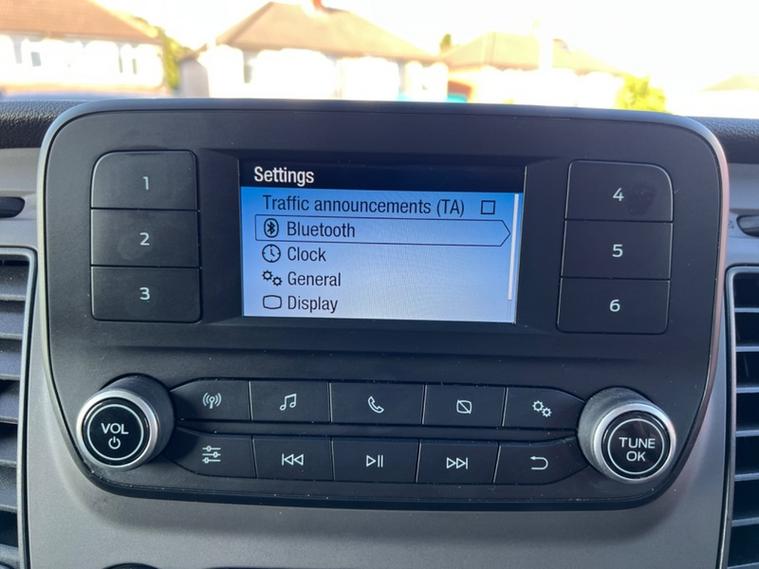 Settings
Traffic announcements (TA)
Bluetooth
Clock
General
Display
1
2
3
4
5
6
VOL
TUNE
OK